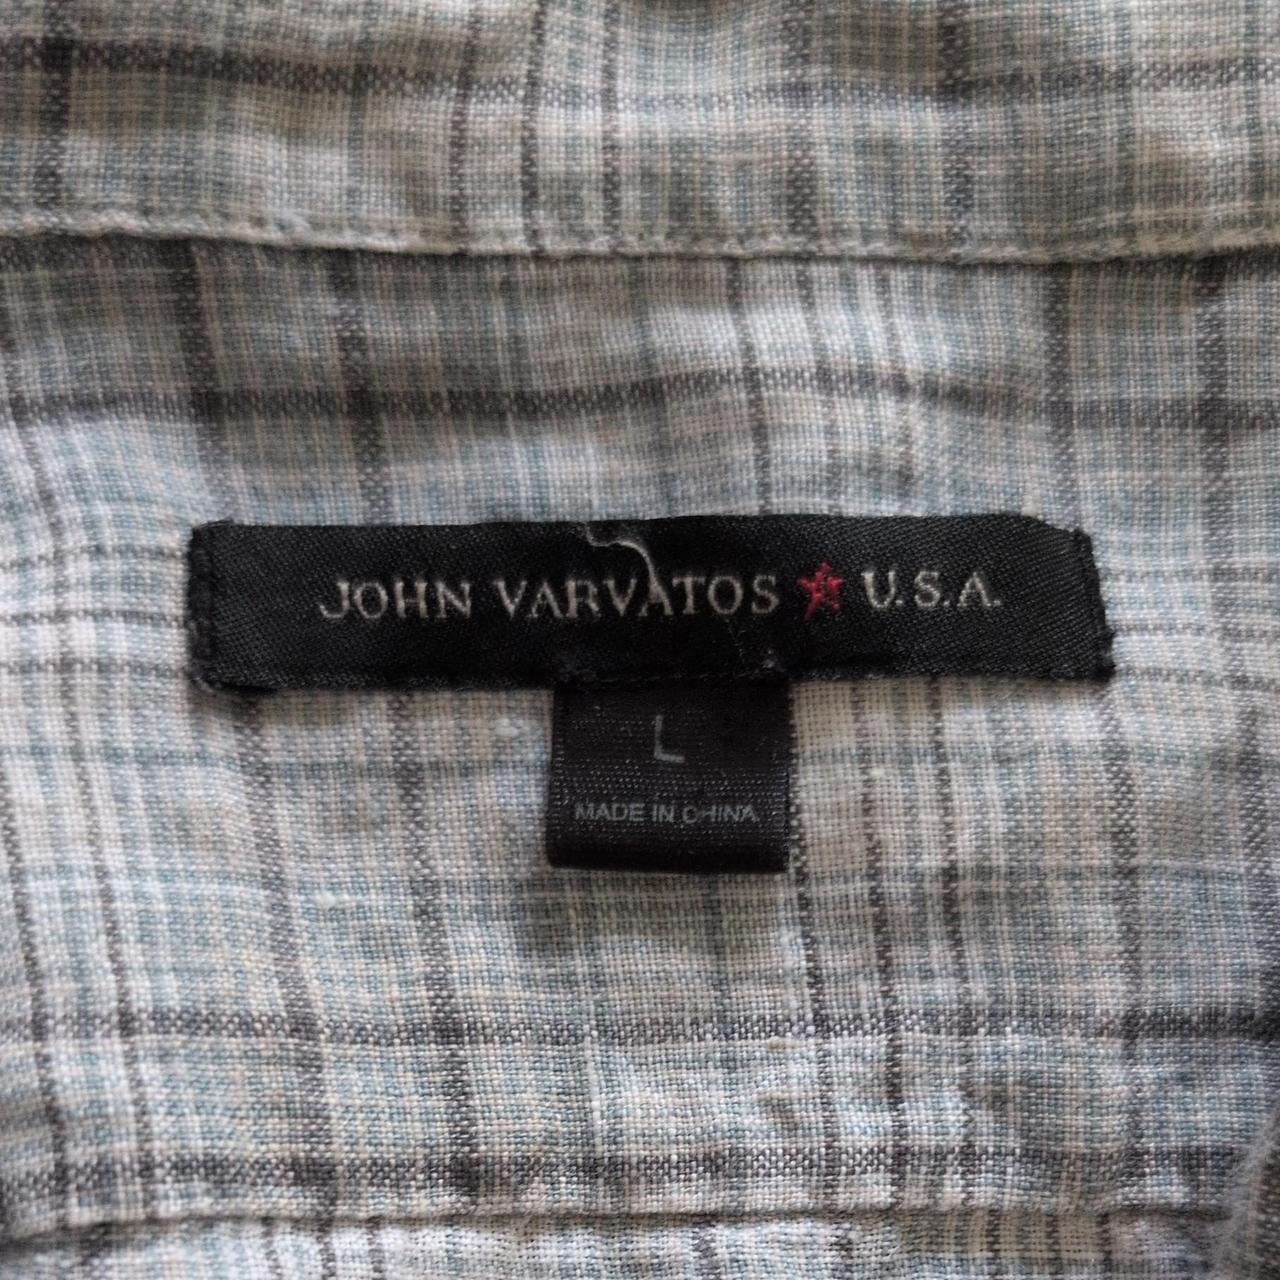 JOHN VARVATOS ★ U.S.A.
L
MADE IN CHINA